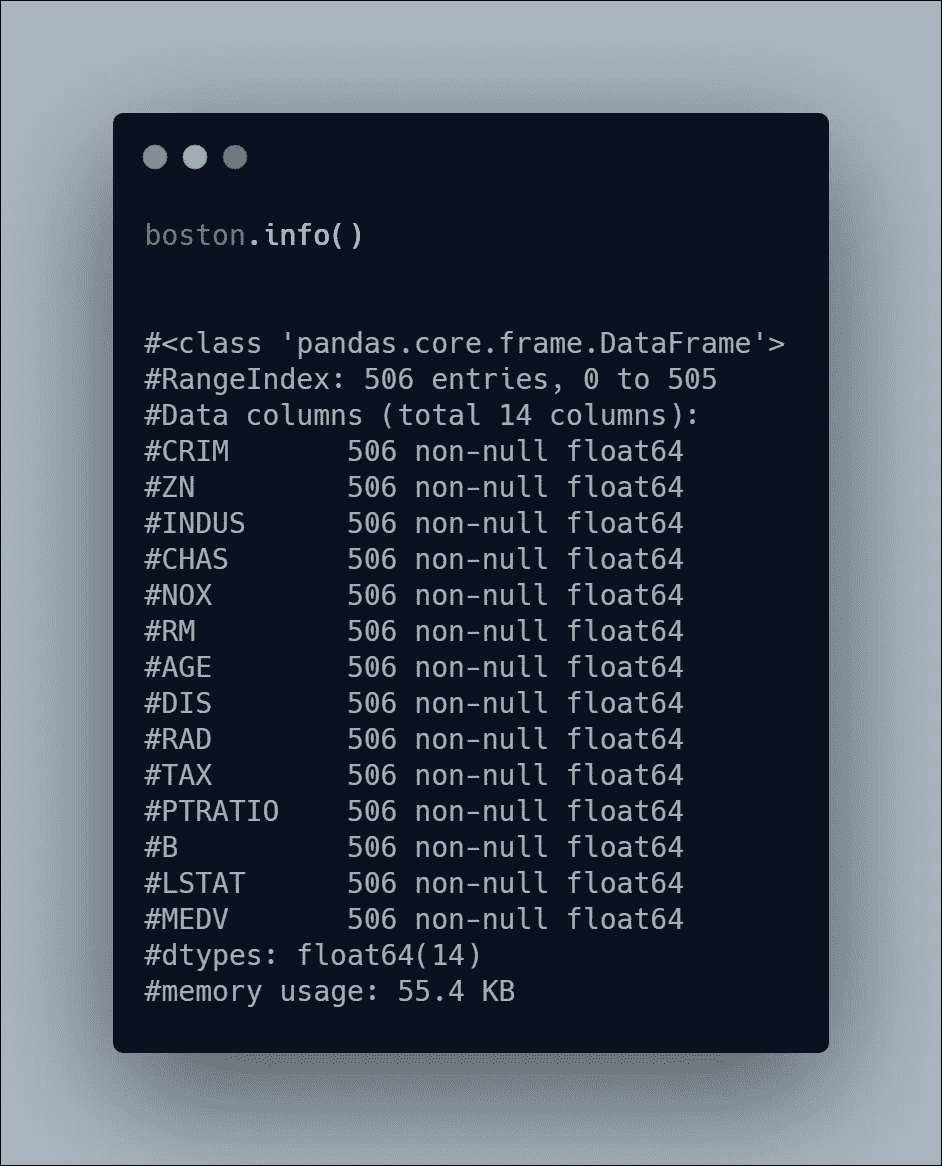 boston.info()
#<class 'pandas.core.frame.DataFrame'>
#RangeIndex: 506 entries, 0 to 505
#Data columns (total 14 columns):
#CRIM       506 non-null float64
#ZN         506 non-null float64
#INDUS      506 non-null float64
#CHAS       506 non-null float64
#NOX        506 non-null float64
#RM         506 non-null float64
#AGE        506 non-null float64
#DIS        506 non-null float64
#RAD        506 non-null float64
#TAX        506 non-null float64
#PTRATIO    506 non-null float64
#B          506 non-null float64
#LSTAT      506 non-null float64
#MEDV       506 non-null float64
#dtypes: float64(14)
#memory usage: 55.4 KB